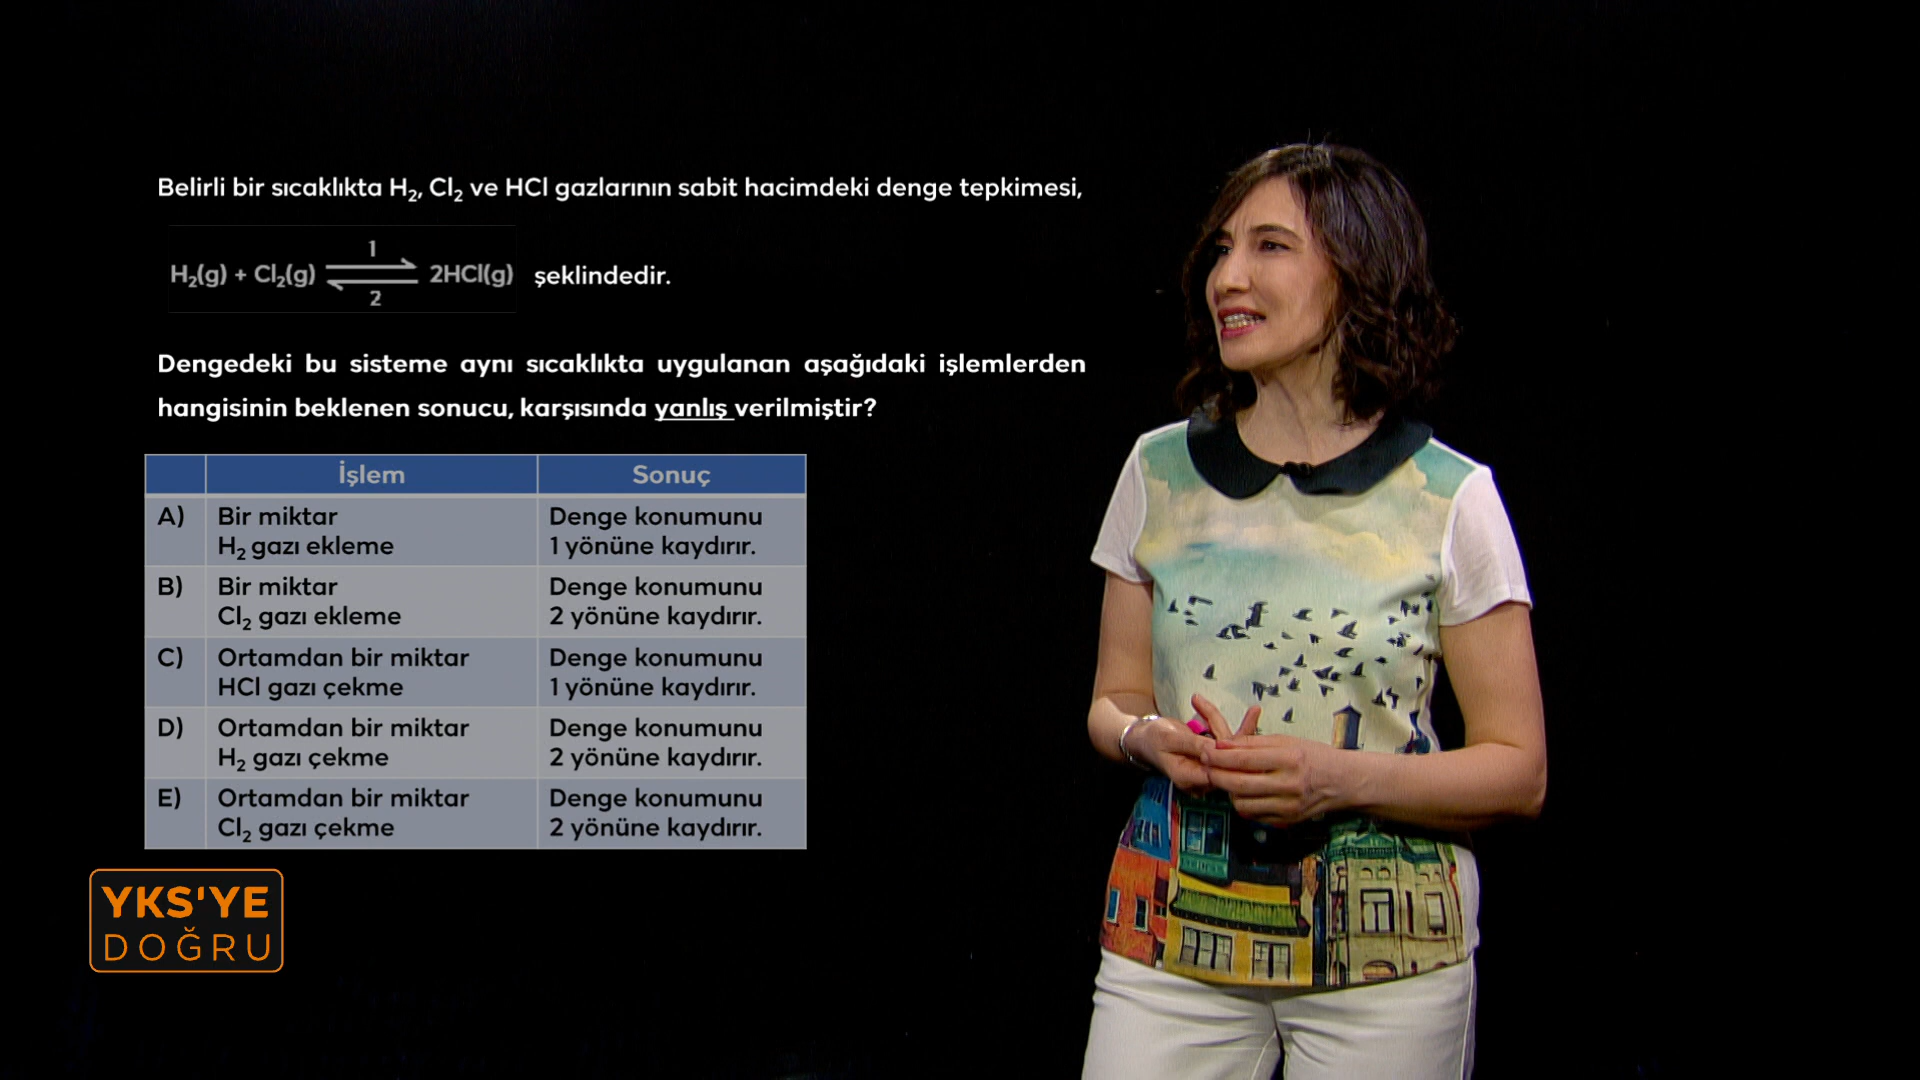 Belirli bir sıcaklıkta H₂, Cl₂ ve HCl gazlarının sabit hacimdeki denge tepkimesi,
1
H₂(g) + Cl₂(g) ⇌ 2HCl(g) şeklindedir.
2
Dengedeki bu sisteme aynı sıcaklıkta uygulanan aşağıdaki işlemlerden
hangisinin beklenen sonucu, karşısında yanlış verilmiştir?
İşlem Sonuç
A) Bir miktar Denge konumunu
H₂ gazı ekleme 1 yönüne kaydırır.
B) Bir miktar Denge konumunu
Cl₂ gazı ekleme 2 yönüne kaydırır.
C) Ortamdan bir miktar Denge konumunu
HCl gazı çekme 1 yönüne kaydırır.
D) Ortamdan bir miktar Denge konumunu
H₂ gazı çekme 2 yönüne kaydırır.
E) Ortamdan bir miktar Denge konumunu
Cl₂ gazı çekme 2 yönüne kaydırır.
YKS'YE
DOĞRU